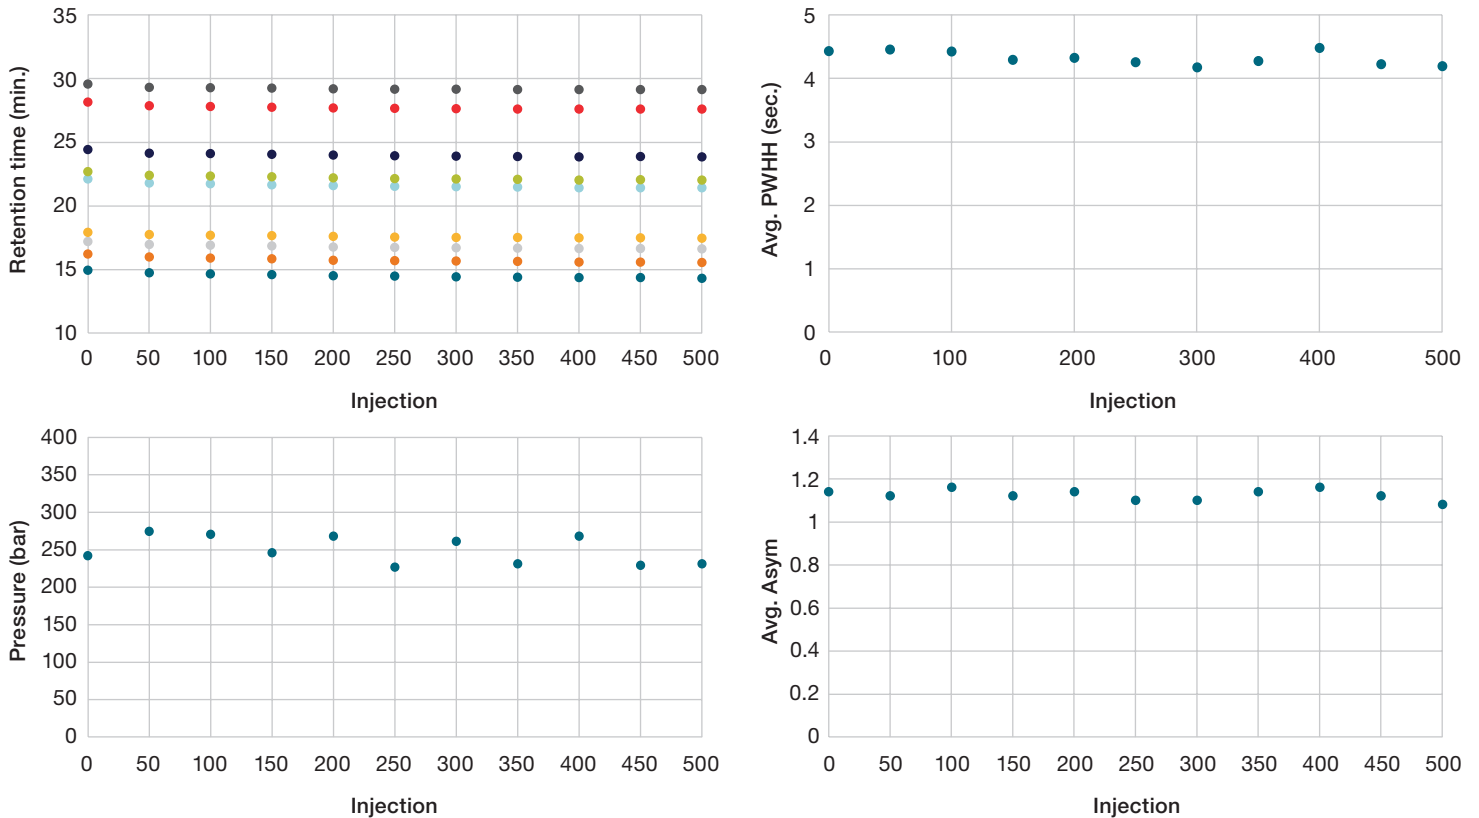 Retention time (min.)
35
30
25
20
15
10
0 50 100 150 200 250 300 350 400 450 500
Injection
Avg. PWHH (sec.)
5
4
3
2
1
0
0 100 200 300 400 500
Injection
Pressure (bar)
400
350
300
250
200
150
100
50
0
0 50 100 150 200 250 300 350 400 450 500
Injection
Avg. Asym
1.4
1.2
1
0.8
0.6
0.4
0.2
0
0 50 100 150 200 250 300 350 400 450 500
Injection